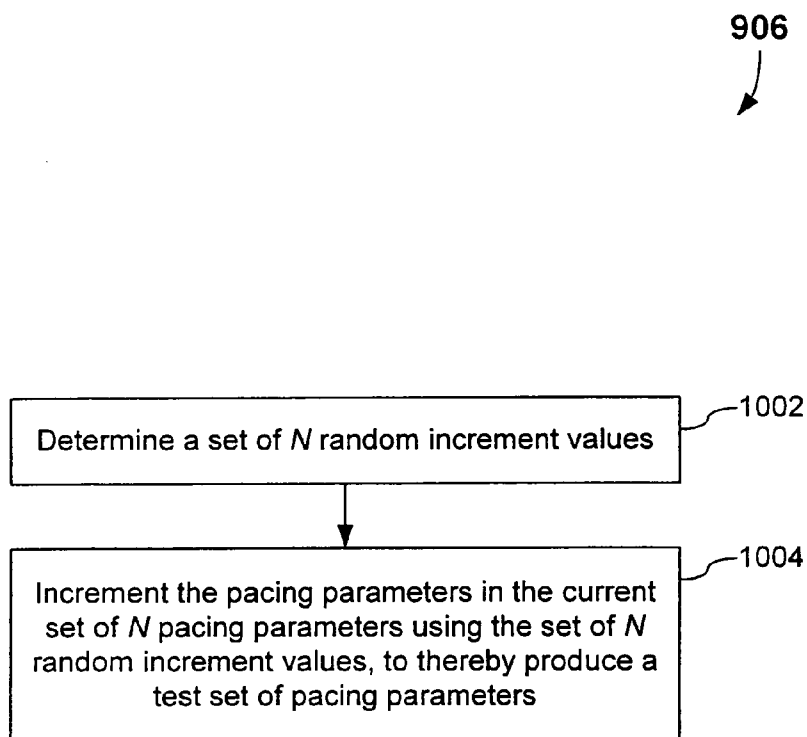 906
1002
Determine a set of N random increment values
1004
Increment the pacing parameters in the current
set of N pacing parameters using the set of N
random increment values, to thereby produce a
test set of pacing parameters